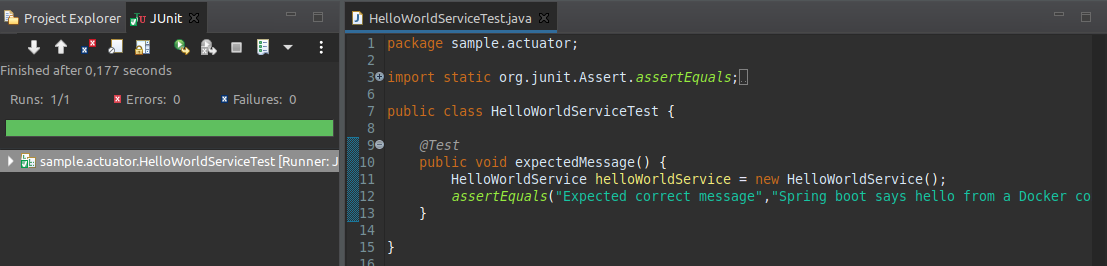 Project Explorer JUnit
Finished after 0,177 seconds
Runs: 1/1 Errors: 0 Failures: 0
sample.actuator.HelloWorldServiceTest [Runner: J
HelloWorldServiceTest.java
1 package sample.actuator;
2
3 import static org.junit.Assert.assertEquals;
6
7 public class HelloWorldServiceTest {
8
9 @Test
10 public void expectedMessage() {
11 HelloWorldService helloWorldService = new HelloWorldService();
12 assertEquals("Expected correct message","Spring boot says hello from a Docker co
13 }
14
15 }
16